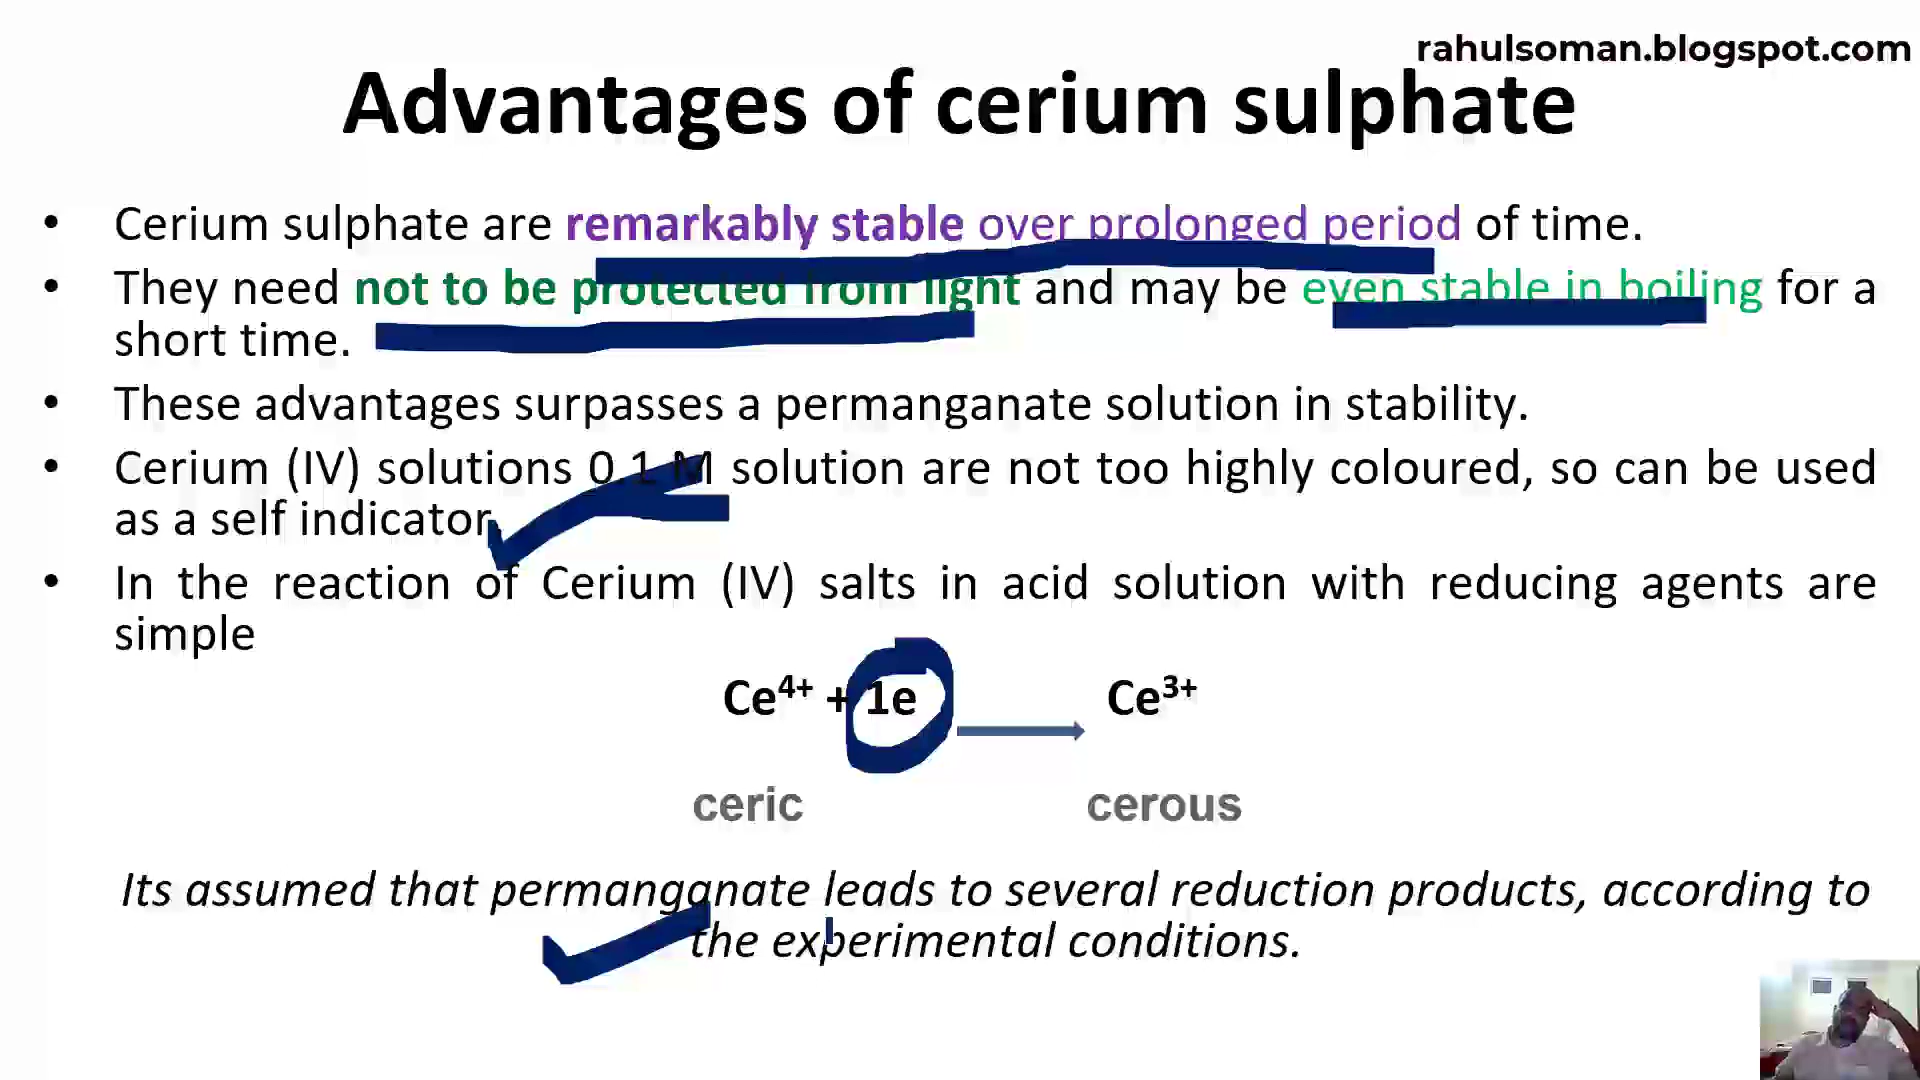 rahulsoman.blogspot.com
Advantages of cerium sulphate
• Cerium sulphate are remarkably stable over prolonged period of time.
• They need not to be protected from light and may be even stable in boiling for a
short time.
• These advantages surpasses a permanganate solution in stability.
• Cerium (IV) solutions 0.1 M solution are not too highly coloured, so can be used
as a self indicator.
• In the reaction of Cerium (IV) salts in acid solution with reducing agents are
simple
Ce⁴⁺ + 1e → Ce³⁺
ceric cerous
Its assumed that permanganate leads to several reduction products, according to
the experimental conditions.